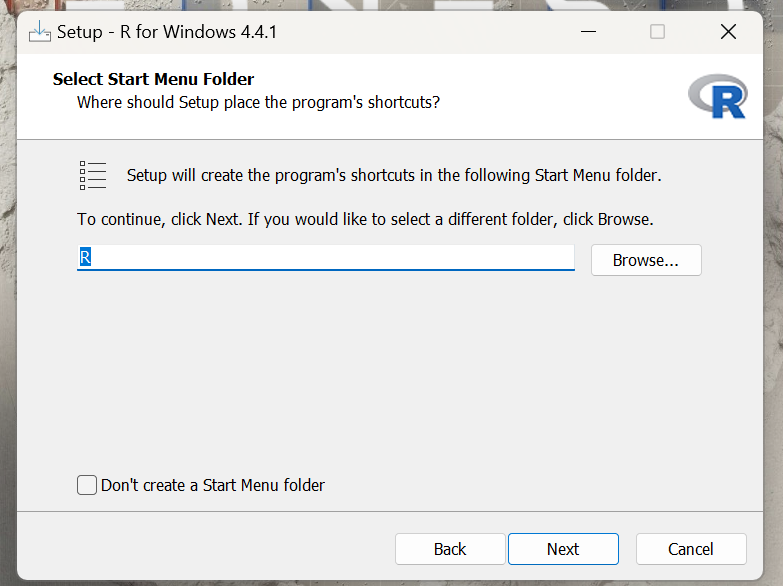 Setup - R for Windows 4.4.1
Select Start Menu Folder
Where should Setup place the program's shortcuts?
R
Setup will create the program's shortcuts in the following Start Menu folder.
To continue, click Next. If you would like to select a different folder, click Browse.
R
Browse...
Don't create a Start Menu folder
Back
Next
Cancel